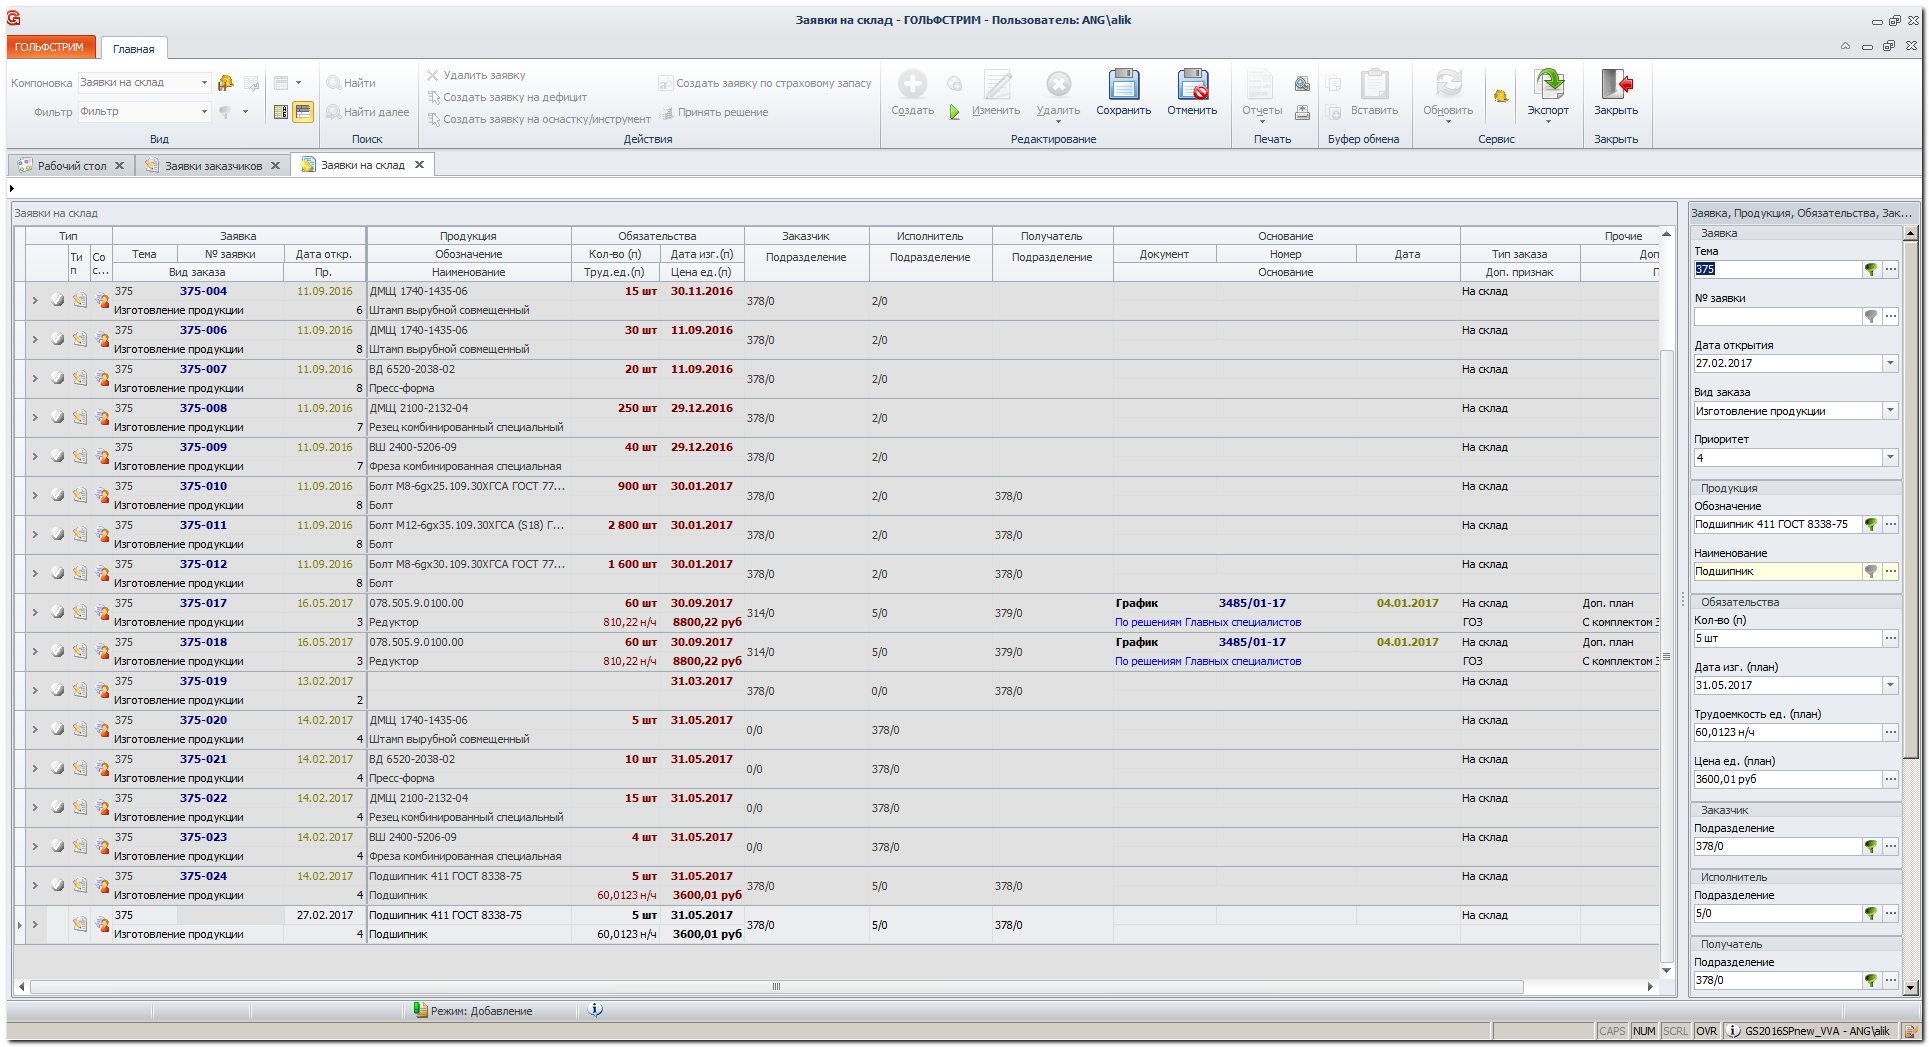 Заявки на склад - ГОЛЬФСТРИМ - Пользователь: ANG\alik
ГОЛЬФСТРИМ Главная
Компоновка Заявки на склад
Фильтр Фильтр
Вид
Найти
Найти далее
Поиск
Удалить заявку
Создать заявку на дефицит
Создать заявку на оснастку/инструмент
Создать заявку по страховому запасу
Принять решение
Действия
Создать Изменить Удалить Сохранить Отменить
Редактирование
Отчеты
Печать
Вставить
Буфер обмена
Обновить Экспорт
Сервис
Закрыть
Закрыть
Рабочий стол Заявки заказчиков Заявки на склад
Заявки на склад
Тип Заявка Продукция Обязательства Заказчик Исполнитель Получатель Основание Прочие
Ти п Со с... Тема № заявки Дата откр. Обозначение Кол-во (п) Дата изг.(п) Подразделение Подразделение Подразделение Документ Номер Дата Тип заказа Доп
Вид заказа Пр. Наименование Труд.ед.(п) Цена ед.(п) Основание Доп. признак П
375 375-004 11.09.2016 ДМЩ 1740-1435-06 15 шт 30.11.2016 378/0 2/0 На склад
Изготовление продукции 6 Штамп вырубной совмещенный
375 375-006 11.09.2016 ДМЩ 1740-1435-06 30 шт 11.09.2016 378/0 2/0 На склад
Изготовление продукции 8 Штамп вырубной совмещенный
375 375-007 11.09.2016 ВД 6520-2038-02 20 шт 11.09.2016 378/0 2/0 На склад
Изготовление продукции 8 Пресс-форма
375 375-008 11.09.2016 ДМЩ 2100-2132-04 250 шт 29.12.2016 378/0 2/0 На склад
Изготовление продукции 7 Резец комбинированный специальный
375 375-009 11.09.2016 ВШ 2400-5206-09 40 шт 29.12.2016 378/0 2/0 На склад
Изготовление продукции 7 Фреза комбинированная специальная
375 375-010 11.09.2016 Болт М8-6gх25.109.30ХГСА ГОСТ 77... 900 шт 30.01.2017 378/0 2/0 378/0 На склад
Изготовление продукции 8 Болт
375 375-011 11.09.2016 Болт М12-6gх35.109.30ХГСА (S18) Г... 2 800 шт 30.01.2017 378/0 2/0 378/0 На склад
Изготовление продукции 8 Болт
375 375-012 11.09.2016 Болт М8-6gх30.109.30ХГСА ГОСТ 77... 1 600 шт 30.01.2017 378/0 2/0 378/0 На склад
Изготовление продукции 8 Болт
375 375-017 16.05.2017 078.505.9.0100.00 60 шт 30.09.2017 314/0 5/0 379/0 График 3485/01-17 04.01.2017 На склад Доп. план
Изготовление продукции 3 Редуктор 810,22 н/ч 8800,22 руб По решениям Главных специалистов ГОЗ С комплектом З
375 375-018 16.05.2017 078.505.9.0100.00 60 шт 30.09.2017 314/0 5/0 379/0 График 3485/01-17 04.01.2017 На склад Доп. план
Изготовление продукции 3 Редуктор 810,22 н/ч 8800,22 руб По решениям Главных специалистов ГОЗ С комплектом З
375 375-019 13.02.2017 31.03.2017 378/0 0/0 378/0 На склад
Изготовление продукции 2
375 375-020 14.02.2017 ДМЩ 1740-1435-06 5 шт 31.05.2017 0/0 378/0 На склад
Изготовление продукции 4 Штамп вырубной совмещенный
375 375-021 14.02.2017 ВД 6520-2038-02 10 шт 31.05.2017 0/0 378/0 На склад
Изготовление продукции 4 Пресс-форма
375 375-022 14.02.2017 ДМЩ 2100-2132-04 15 шт 31.05.2017 0/0 378/0 На склад
Изготовление продукции 4 Резец комбинированный специальный
375 375-023 14.02.2017 ВШ 2400-5206-09 4 шт 31.05.2017 0/0 378/0 На склад
Изготовление продукции 4 Фреза комбинированная специальная
375 375-024 14.02.2017 Подшипник 411 ГОСТ 8338-75 5 шт 31.05.2017 378/0 5/0 378/0 На склад
Изготовление продукции 4 Подшипник 60,0123 н/ч 3600,01 руб
375 27.02.2017 Подшипник 411 ГОСТ 8338-75 5 шт 31.05.2017 378/0 5/0 378/0 На склад
Изготовление продукции 4 Подшипник 60,0123 н/ч 3600,01 руб
Заявка, Продукция, Обязательства, Зак...
Заявка
Тема
375
№ заявки
Дата открытия
27.02.2017
Вид заказа
Изготовление продукции
Приоритет
4
Продукция
Обозначение
Подшипник 411 ГОСТ 8338-75
Наименование
Подшипник
Обязательства
Кол-во (п)
5 шт
Дата изг. (план)
31.05.2017
Трудоемкость ед. (план)
60,0123 н/ч
Цена ед. (план)
3600,01 руб
Заказчик
Подразделение
378/0
Исполнитель
Подразделение
5/0
Получатель
Подразделение
378/0
Режим: Добавление
CAPS NUM SCRL OVR GS2016SPnew_VVA - ANG\alik